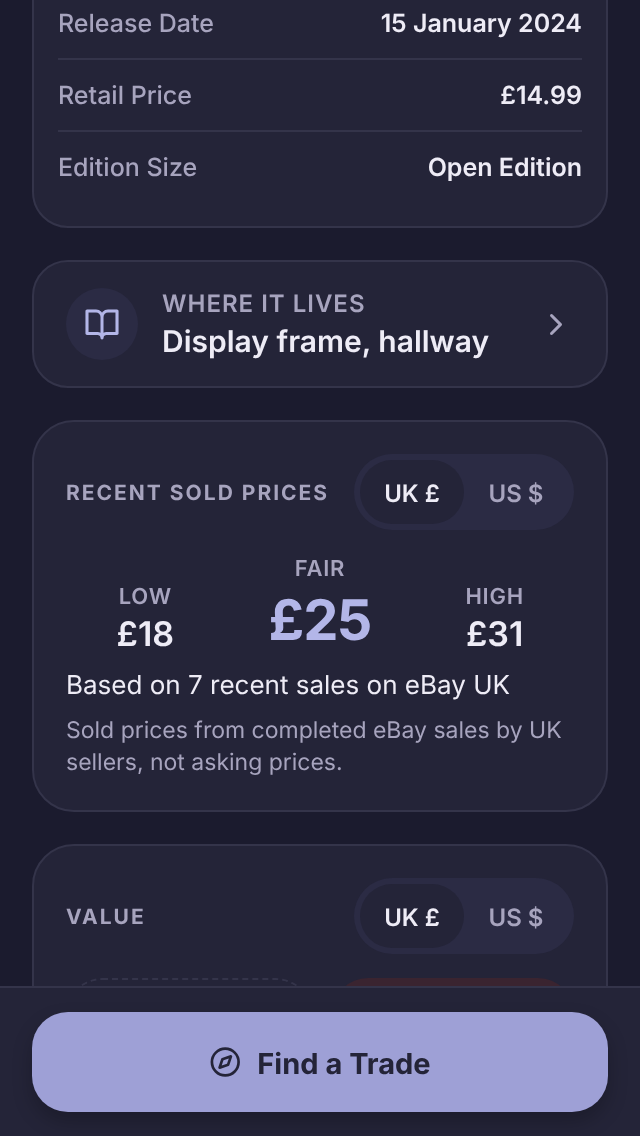 Release Date 15 January 2024
Retail Price £14.99
Edition Size Open Edition
WHERE IT LIVES
Display frame, hallway
RECENT SOLD PRICES UK £ US $
FAIR
LOW HIGH
£25
£18 £31
Based on 7 recent sales on eBay UK
Sold prices from completed eBay sales by UK
sellers, not asking prices.
VALUE UK £ US $
Find a Trade